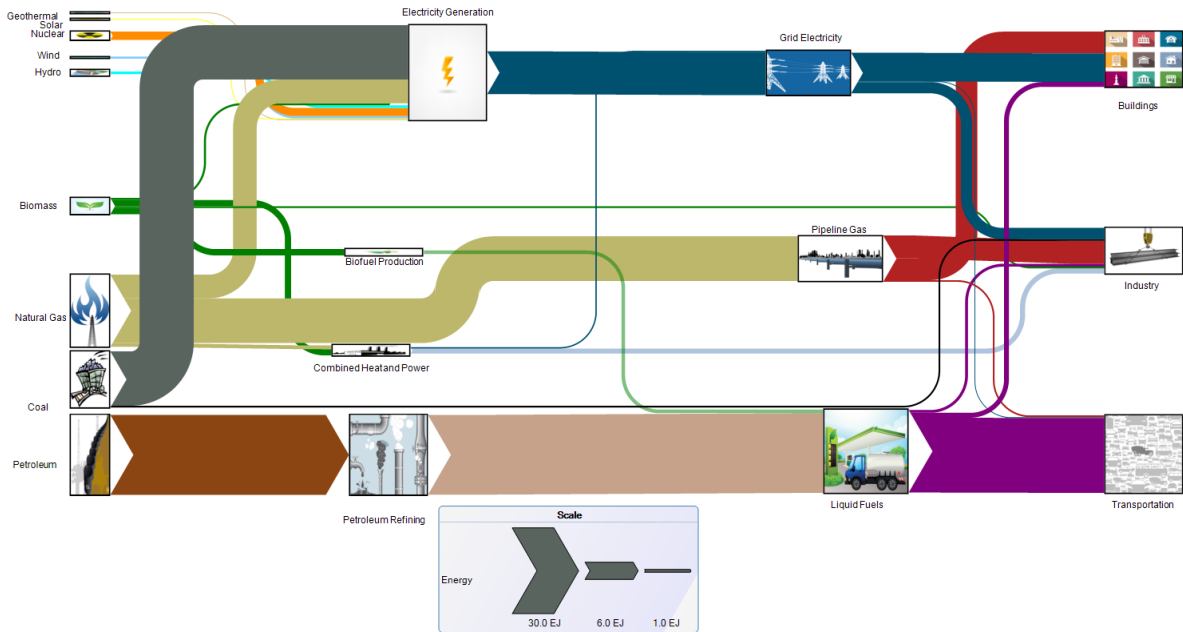 Electricity Generation
Geothermal
Solar
Nuclear
Grid Electricity
Wind
Hydro
Buildings
Biomass
Pipeline Gas
Biofuel Production
Industry
Natural Gas
Combined Heat and Power
Coal
Petroleum
Liquid Fuels
Transportation
Petroleum Refining
Scale
Energy
30.0 EJ
6.0 EJ
1.0 EJ